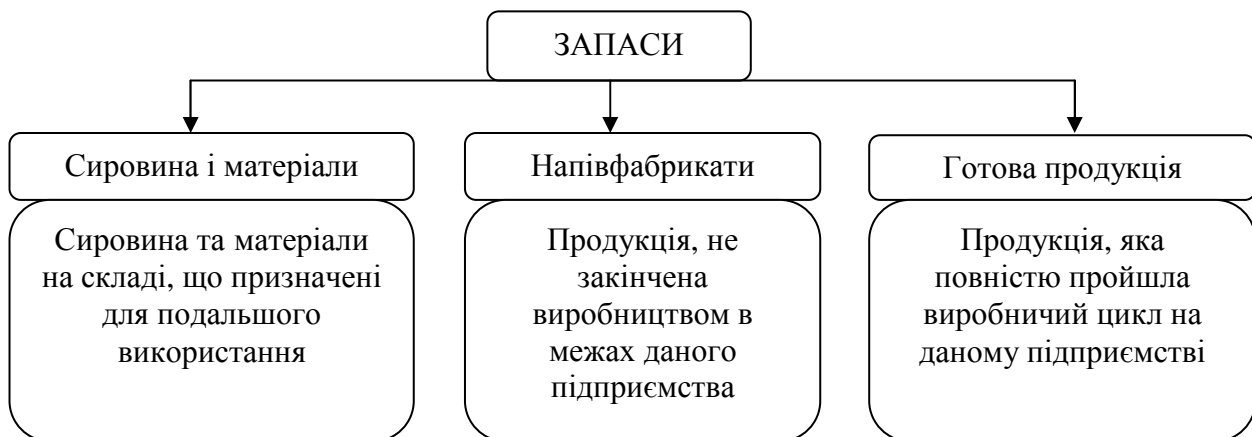 ЗАПАСИ
Сировина і матеріали
Сировина та матеріали
на складі, що призначені
для подальшого
використання
Напівфабрикати
Продукція, не
закінчена
виробництвом в
межах даного
підприємства
Готова продукція
Продукція, яка
повністю пройшла
виробничий цикл на
даному підприємстві